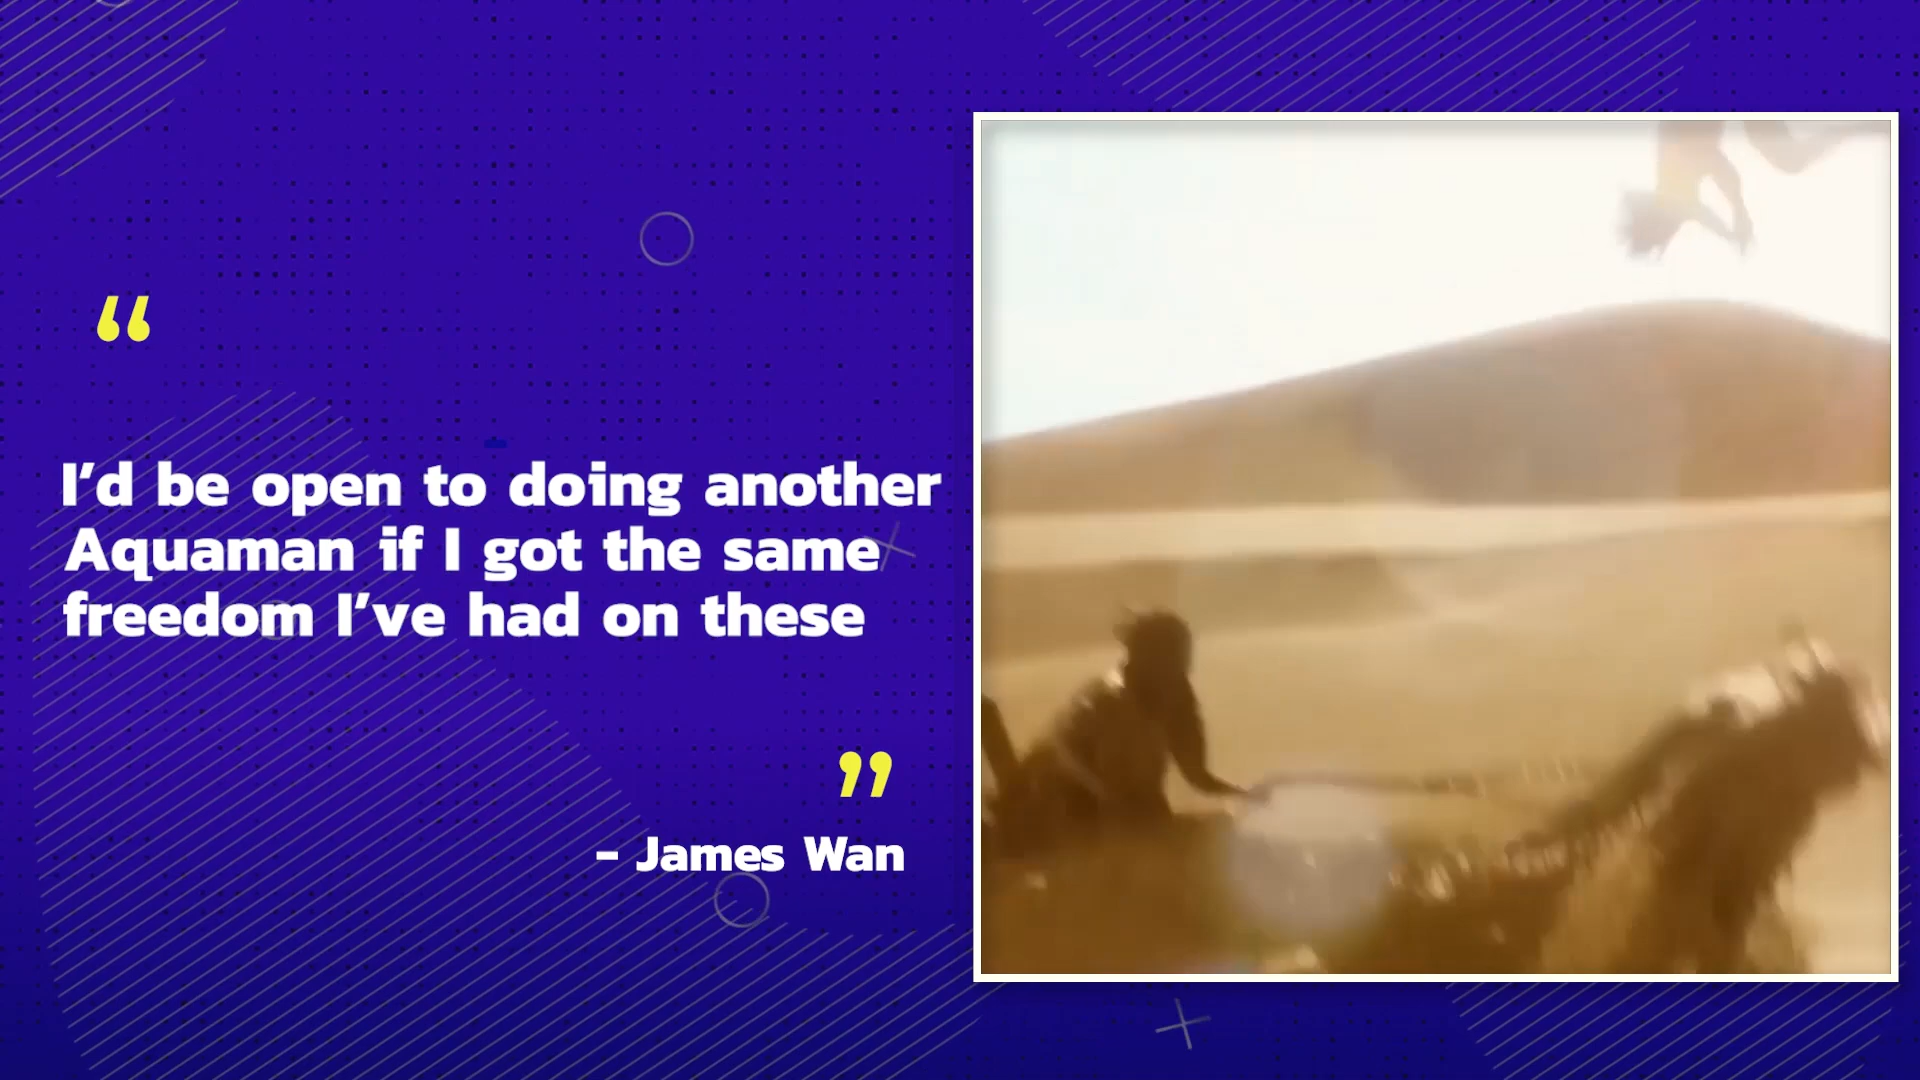 “
I’d be open to doing another
Aquaman if I got the same
freedom I’ve had on these
”
- James Wan